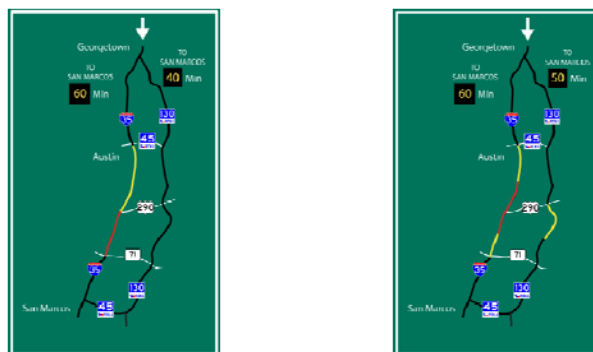 Georgetown
TO
SAN MARCOS
40 Min
TO
SAN MARCOS
60 Min
130
35
45
Austin
290
71
35
130
45
San Marcos
Georgetown
TO
SAN MARCOS
50 Min
TO
SAN MARCOS
60 Min
130
35
45
Austin
290
71
35
130
45
San Marcos